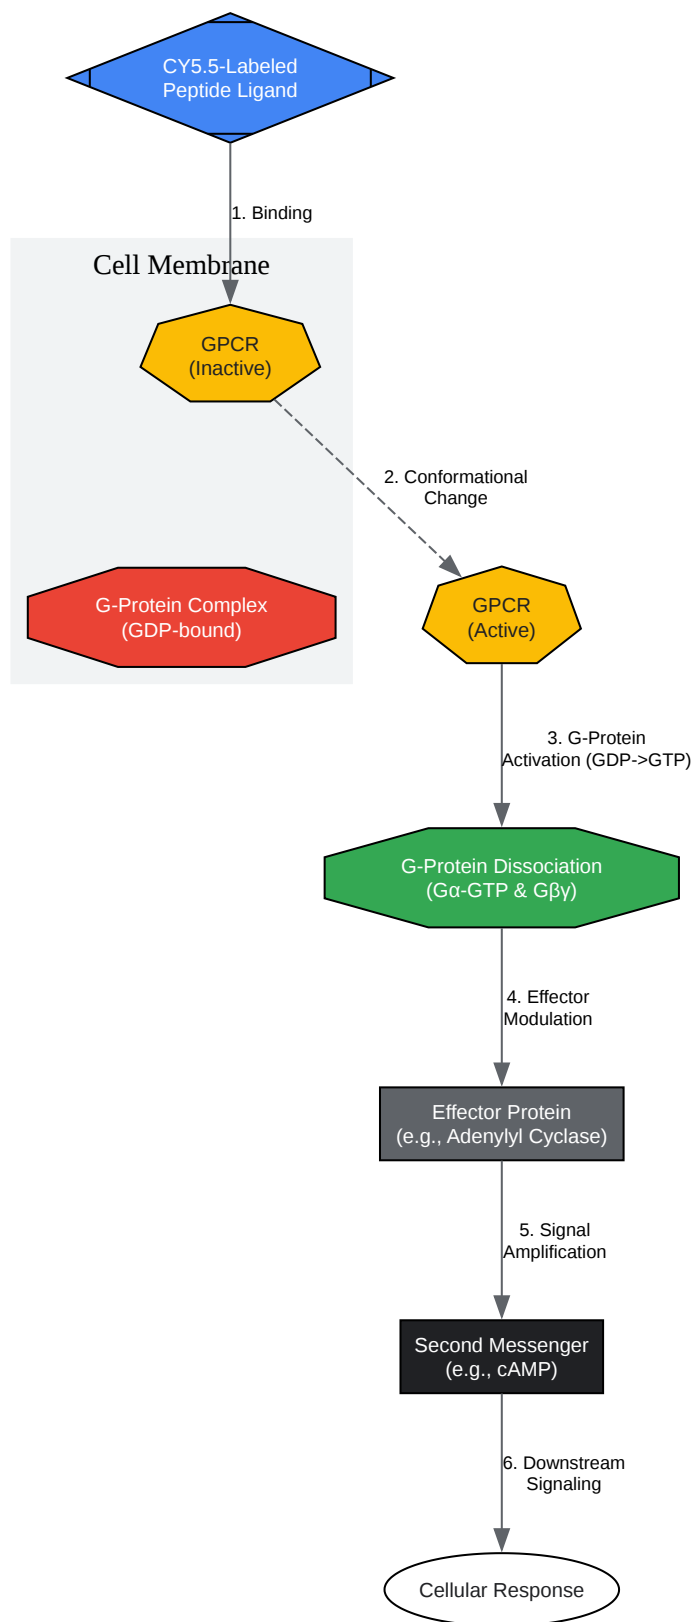 CY5.5-Labeled
Peptide Ligand
1. Binding
Cell Membrane
GPCR
(Inactive)
2. Conformational
Change
G-Protein Complex
(GDP-bound)
GPCR
(Active)
3. G-Protein
Activation (GDP->GTP)
G-Protein Dissociation
(Gα-GTP & Gβγ)
4. Effector
Modulation
Effector Protein
(e.g., Adenylyl Cyclase)
5. Signal
Amplification
Second Messenger
(e.g., cAMP)
6. Downstream
Signaling
Cellular Response